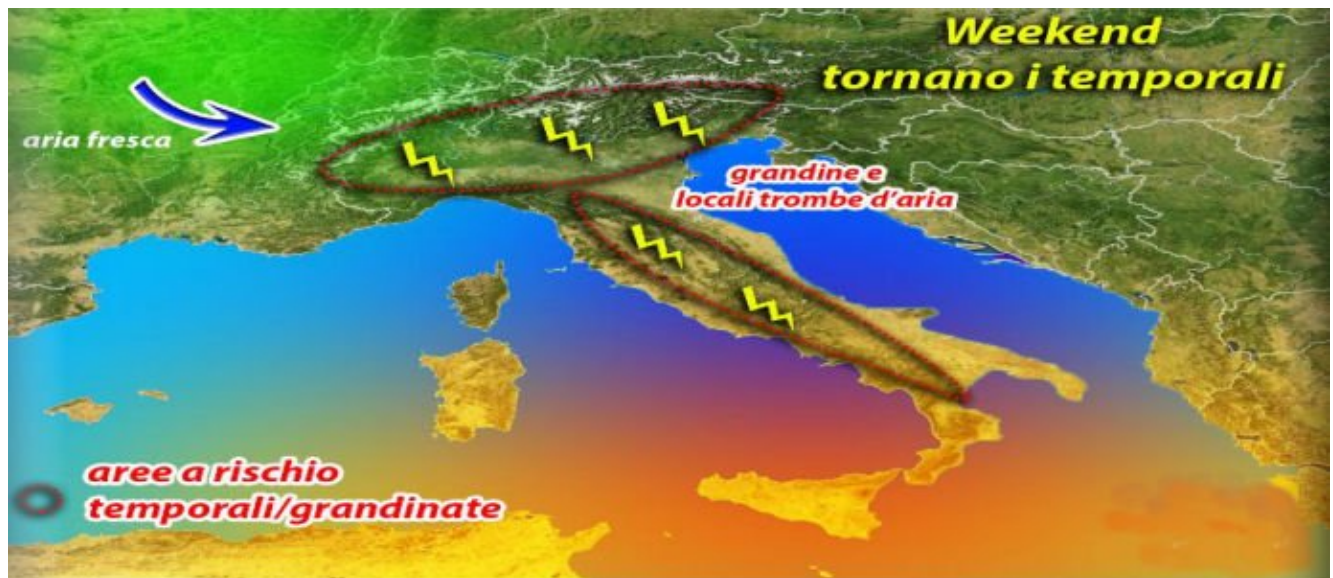 Weekend
tornano i temporali
aria fresca
grandine e
locali trombe d'aria
aree a rischio
temporali/grandinate